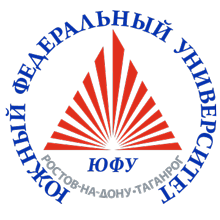 ЮЖНЫЙ ФЕДЕРАЛЬНЫЙ УНИВЕРСИТЕТ
ЮФУ
РОСТОВ-НА-ДОНУ-ТАГАНРОГ